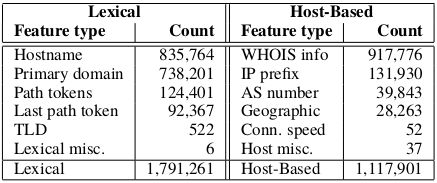 Lexical Host-Based
Feature type Count Feature type Count
Hostname 835,764 WHOIS info 917,776
Primary domain 738,201 IP prefix 131,930
Path tokens 124,401 AS number 39,843
Last path token 92,367 Geographic 28,263
TLD 522 Conn. speed 52
Lexical misc. 6 Host misc. 37
Lexical 1,791,261 Host-Based 1,117,901